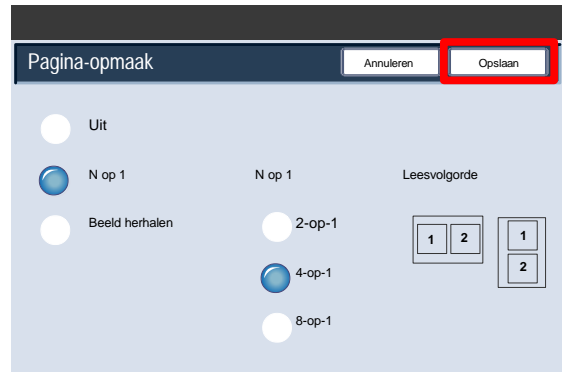 Pagina-opmaak Annuleren Opslaan
Uit
N op 1 N op 1 Leesvolgorde
Beeld herhalen 2-op-1
1 2 1
4-op-1 2
8-op-1